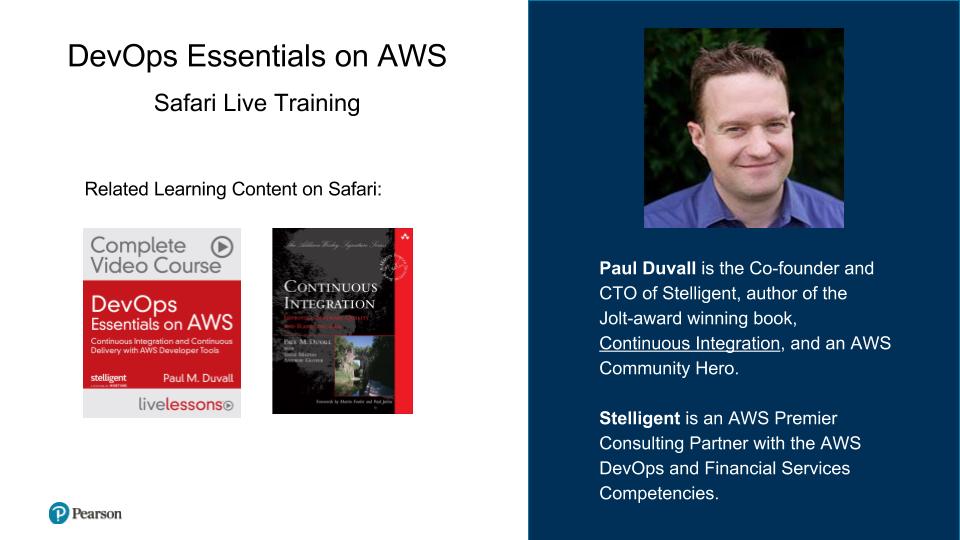 DevOps Essentials on AWS
Safari Live Training
Related Learning Content on Safari:
Complete
Video Course
DevOps
Essentials on AWS
Continuous Integration and Continuous
Delivery with AWS Developer Tools
stelligent
Paul M. Duvall
livelessons
The Addison Wesley Signature Series
CONTINUOUS
INTEGRATION
PAUL M. DUVALL
Forewords by Martin Fowler and Paul Julius
Pearson
Paul Duvall is the Co-founder and
CTO of Stelligent, author of the
Jolt-award winning book,
Continuous Integration, and an AWS
Community Hero.
Stelligent is an AWS Premier
Consulting Partner with the AWS
DevOps and Financial Services
Competencies.